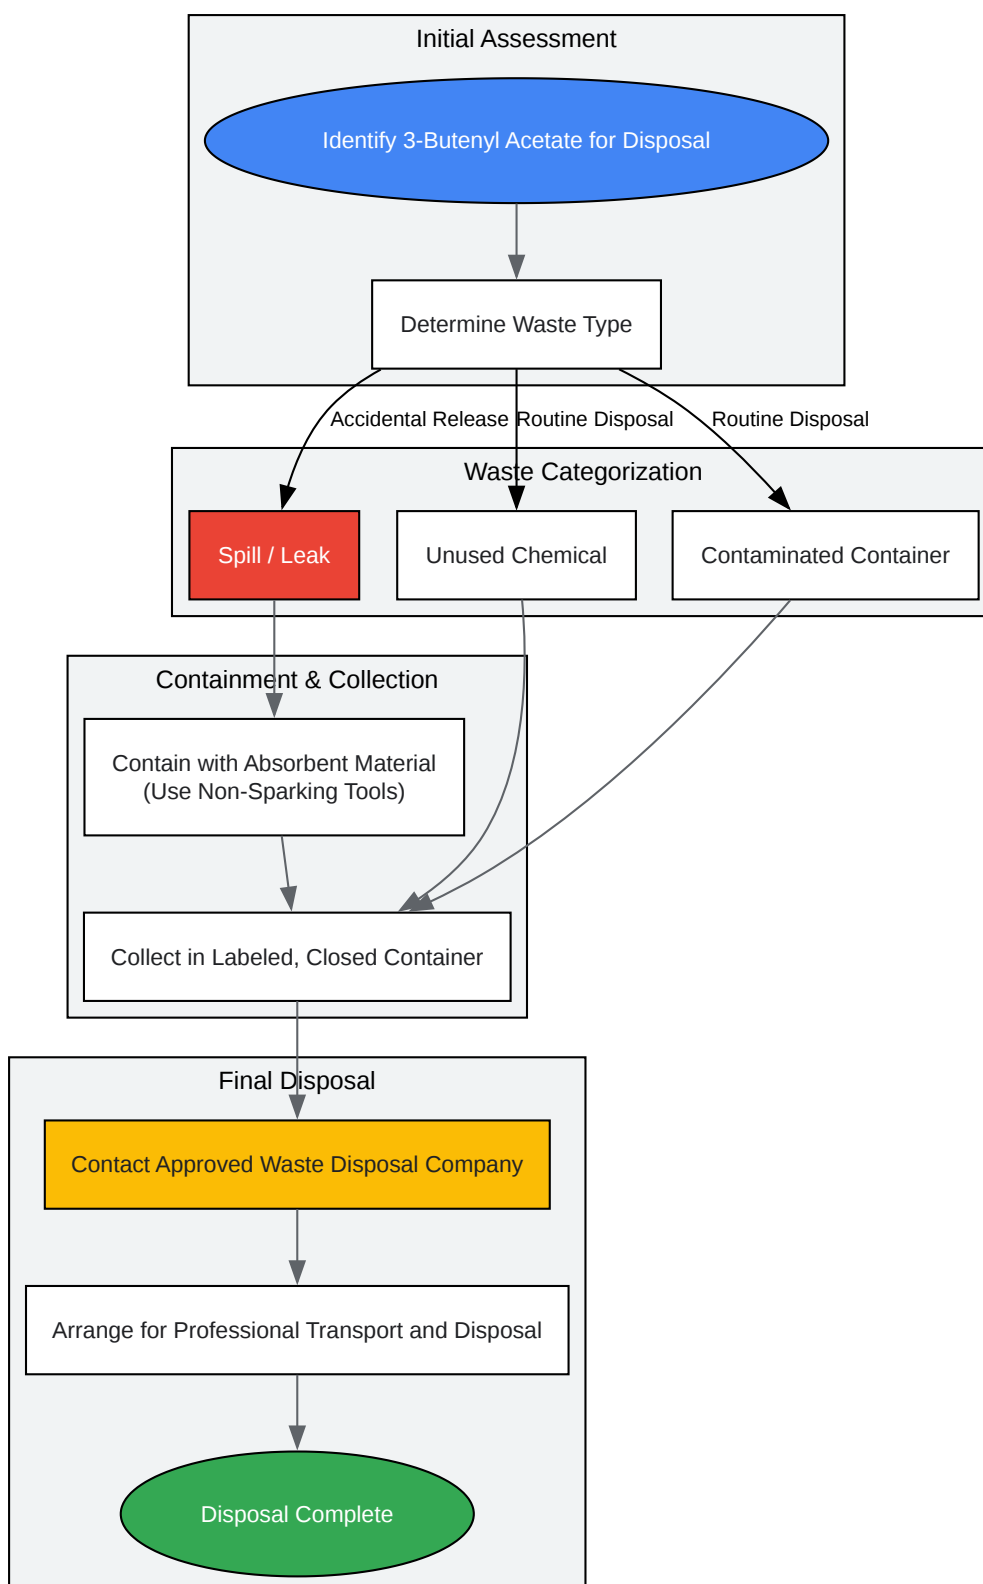 Initial Assessment
Identify 3-Butenyl Acetate for Disposal
Determine Waste Type
Accidental Release
Routine Disposal
Routine Disposal
Waste Categorization
Spill / Leak
Unused Chemical
Contaminated Container
Containment & Collection
Contain with Absorbent Material
(Use Non-Sparking Tools)
Collect in Labeled, Closed Container
Final Disposal
Contact Approved Waste Disposal Company
Arrange for Professional Transport and Disposal
Disposal Complete